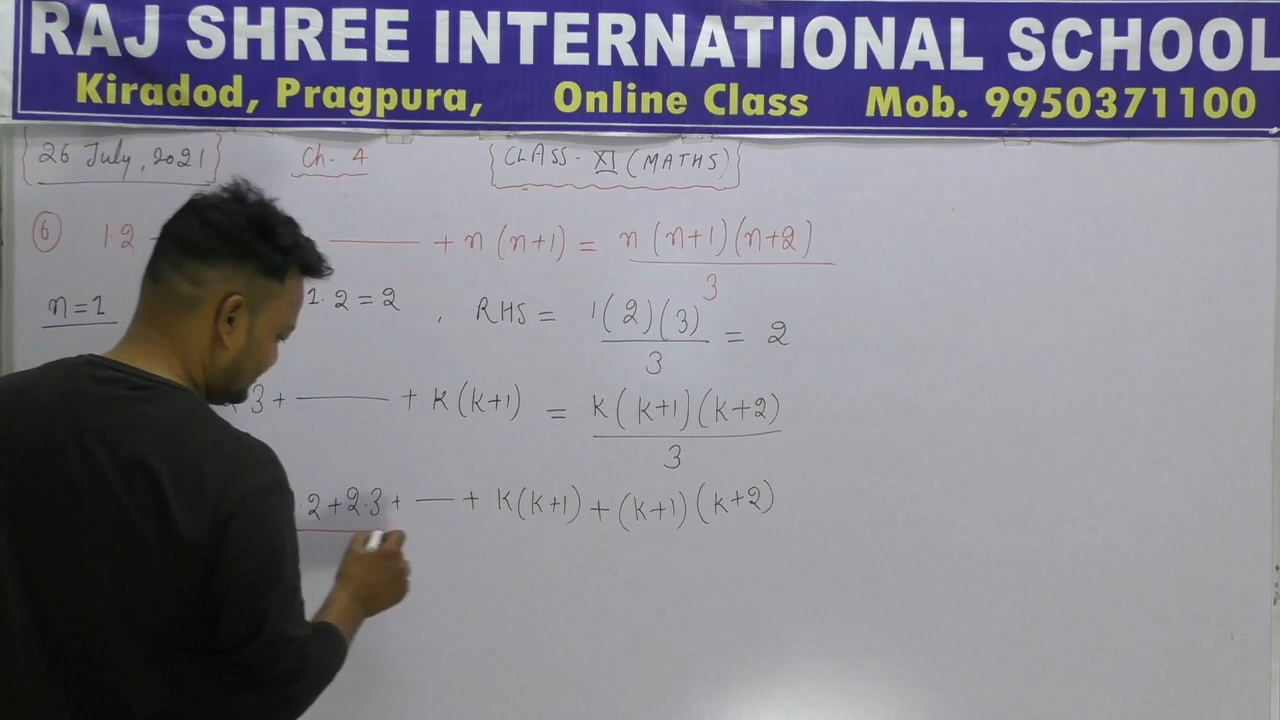 RAJ SHREE INTERNATIONAL SCHOOL
Kiradod, Pragpura, Online Class Mob. 9950371100
26 July, 2021 Ch. 4 CLASS - XI (MATHS)
6 1.2 ——— + n (n+1) = n (n+1) (n+2) / 3
n=1 1.2 = 2 , RHS = 1(2)(3) / 3 = 2
3 + ——— + k(k+1) = k(k+1)(k+2) / 3
.2 + 2.3 + — + k(k+1) + (k+1)(k+2)